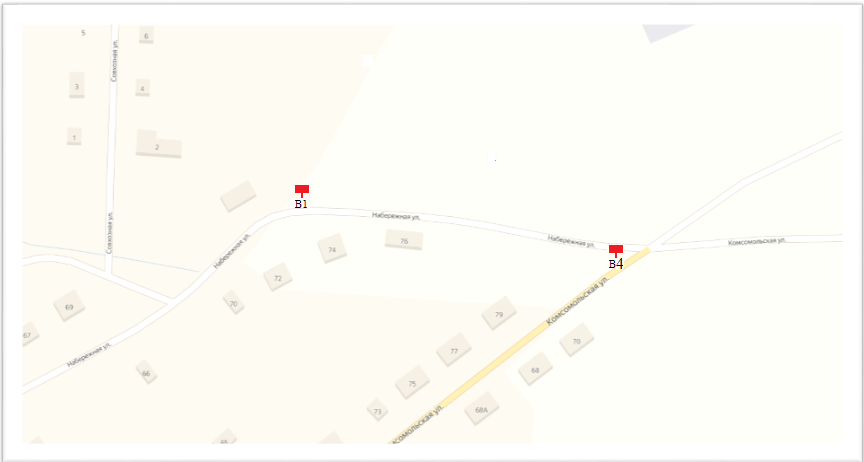 5
6
Совхозная ул.
3
4
1
2
В1
Набережная ул.
Совхозная ул.
Набережная ул.
74
76
Набережная ул.
Комсомольская ул.
В4
72
70
69
67
79
Комсомольская ул.
70
77
Набережная ул.
66
75
68
73
68А
сомольская ул.